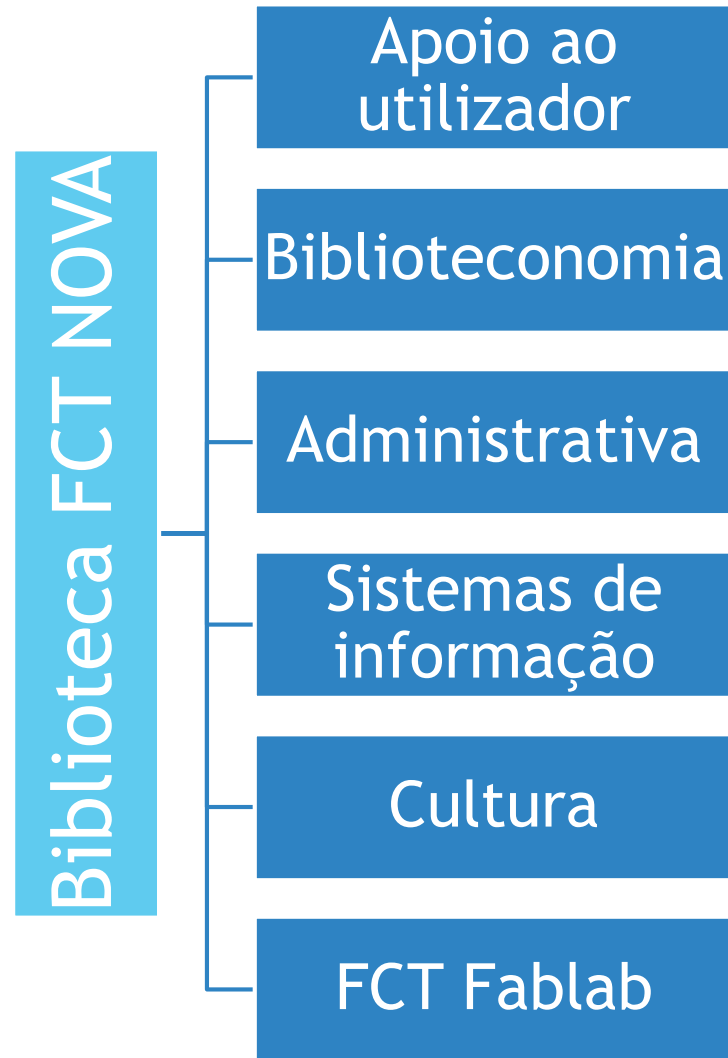 Biblioteca FCT NOVA
Apoio ao
utilizador
Biblioteconomia
Administrativa
Sistemas de
informação
Cultura
FCT Fablab